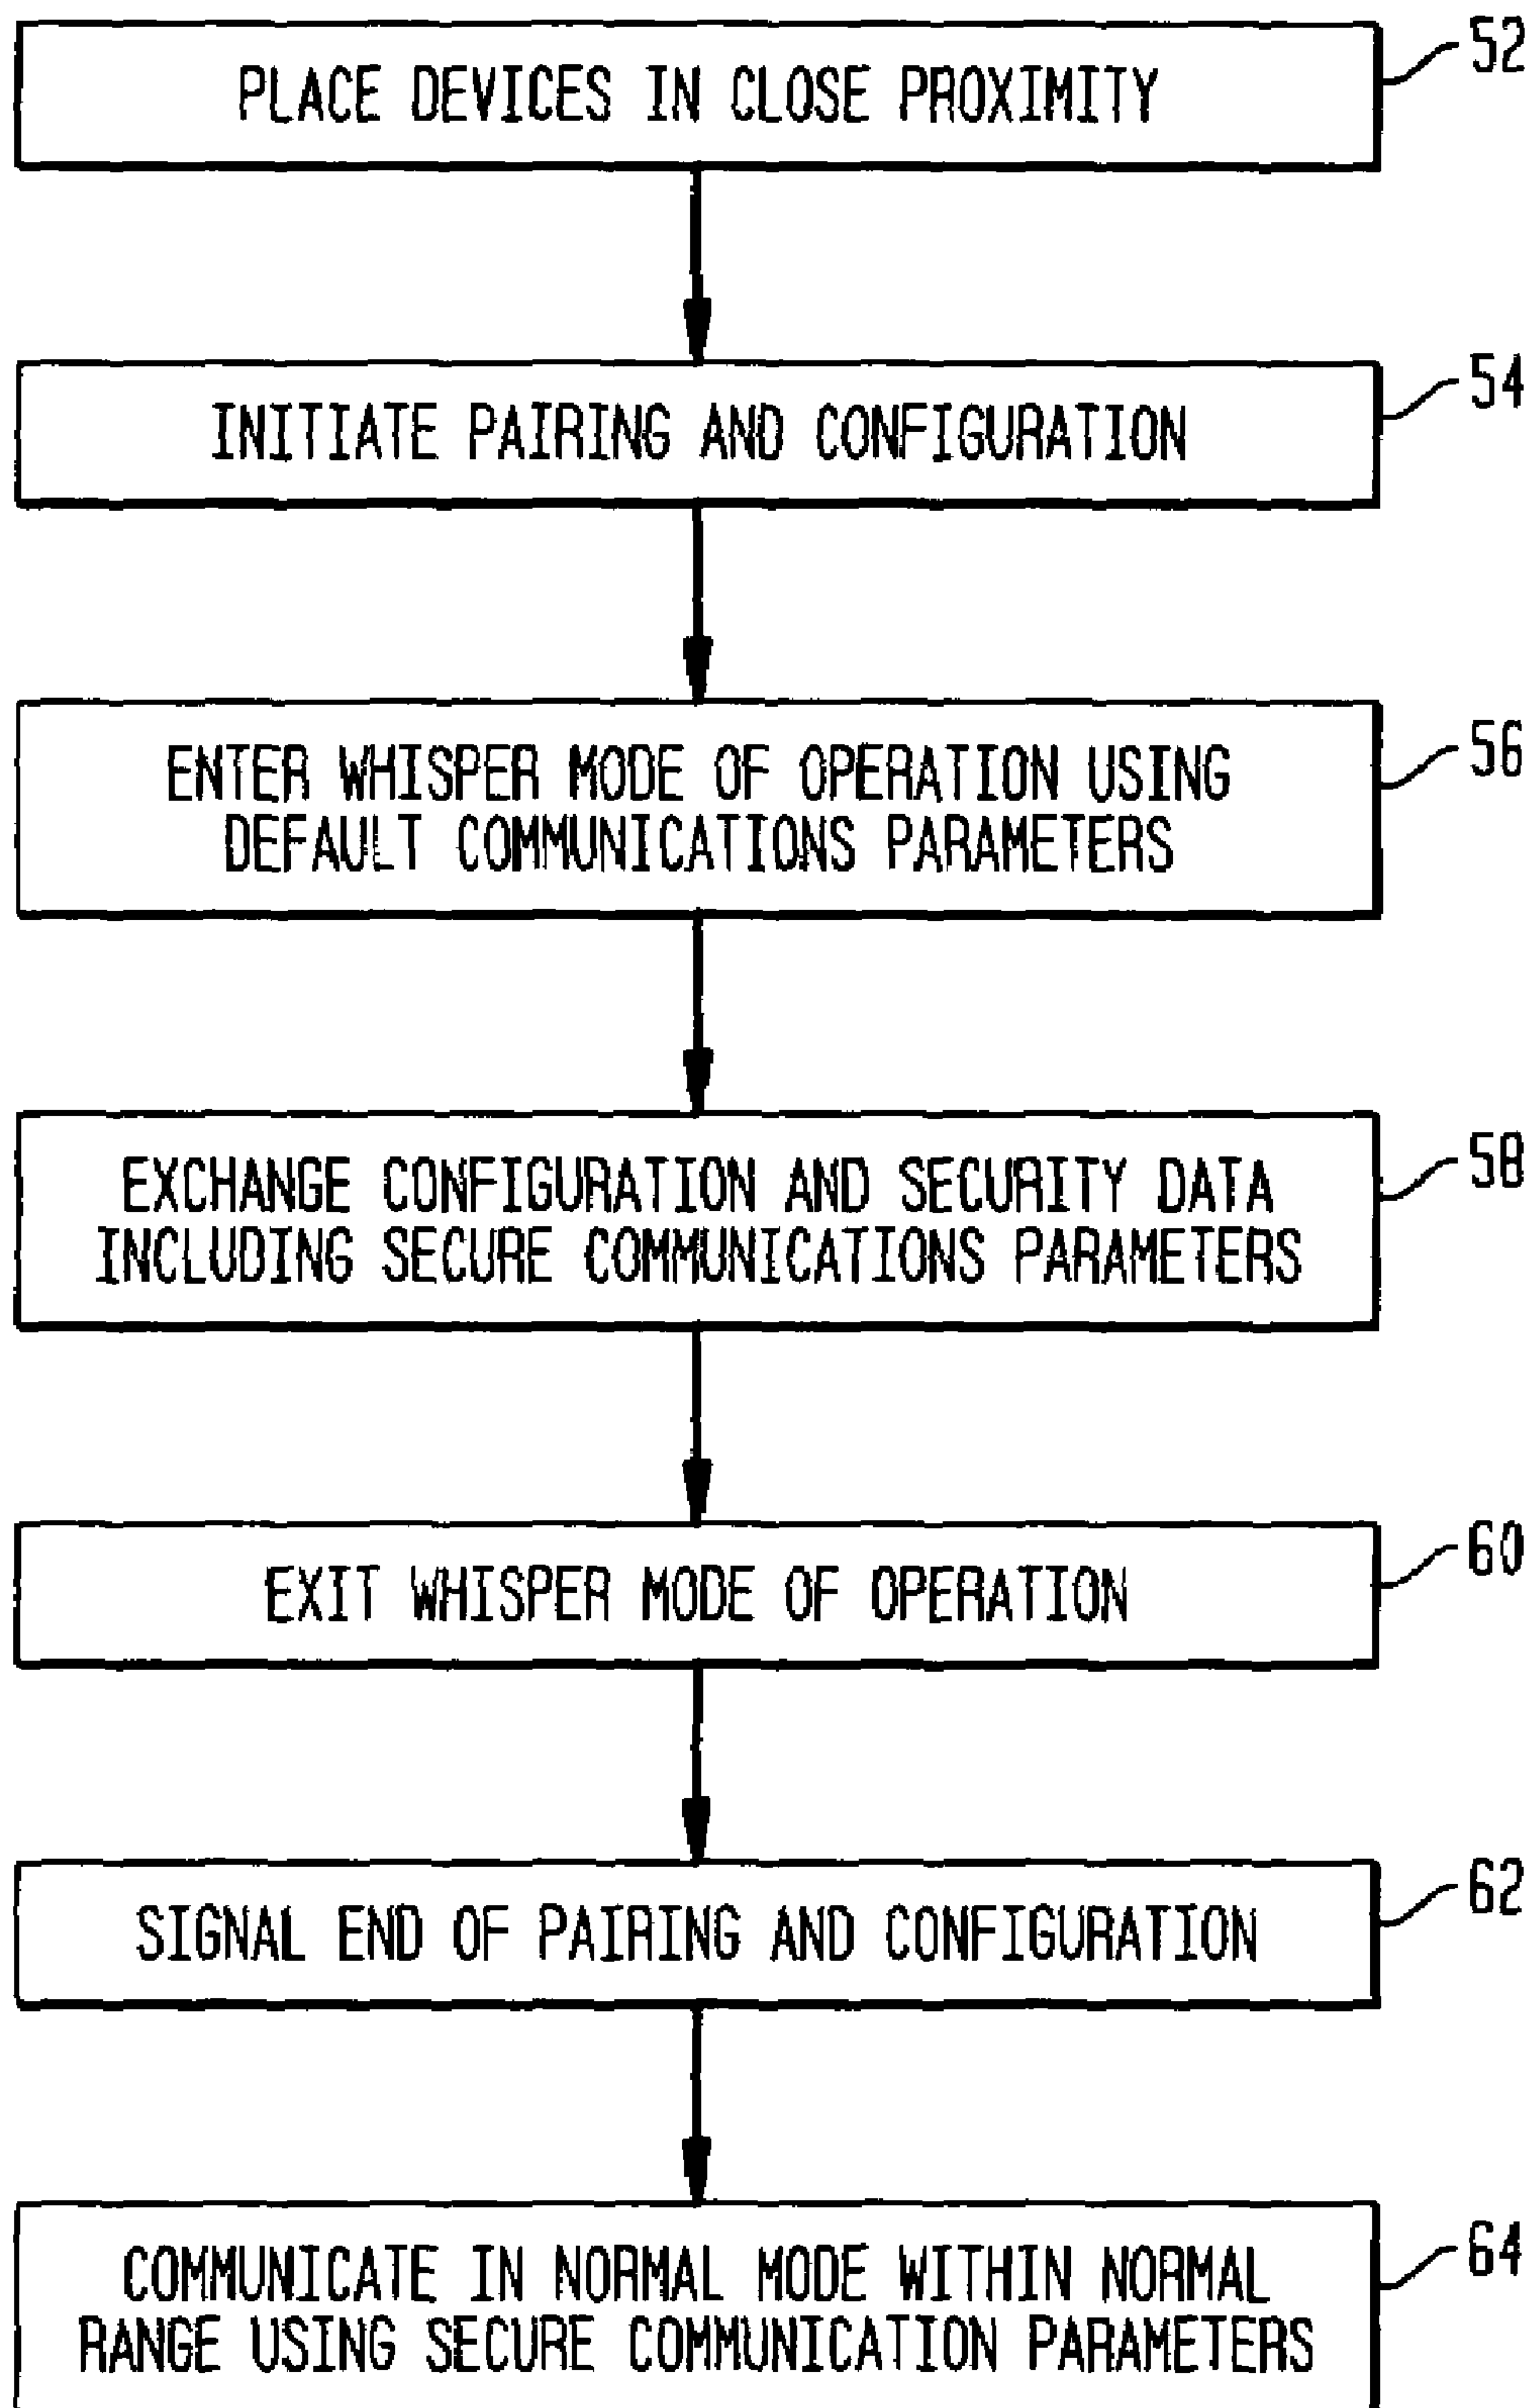 PLACE DEVICES IN CLOSE PROXIMITY
52
INITIATE PAIRING AND CONFIGURATION
54
ENTER WHISPER MODE OF OPERATION USING
DEFAULT COMMUNICATIONS PARAMETERS
56
EXCHANGE CONFIGURATION AND SECURITY DATA
INCLUDING SECURE COMMUNICATIONS PARAMETERS
58
EXIT WHISPER MODE OF OPERATION
60
SIGNAL END OF PAIRING AND CONFIGURATION
62
COMMUNICATE IN NORMAL MODE WITHIN NORMAL
RANGE USING SECURE COMMUNICATION PARAMETERS
64